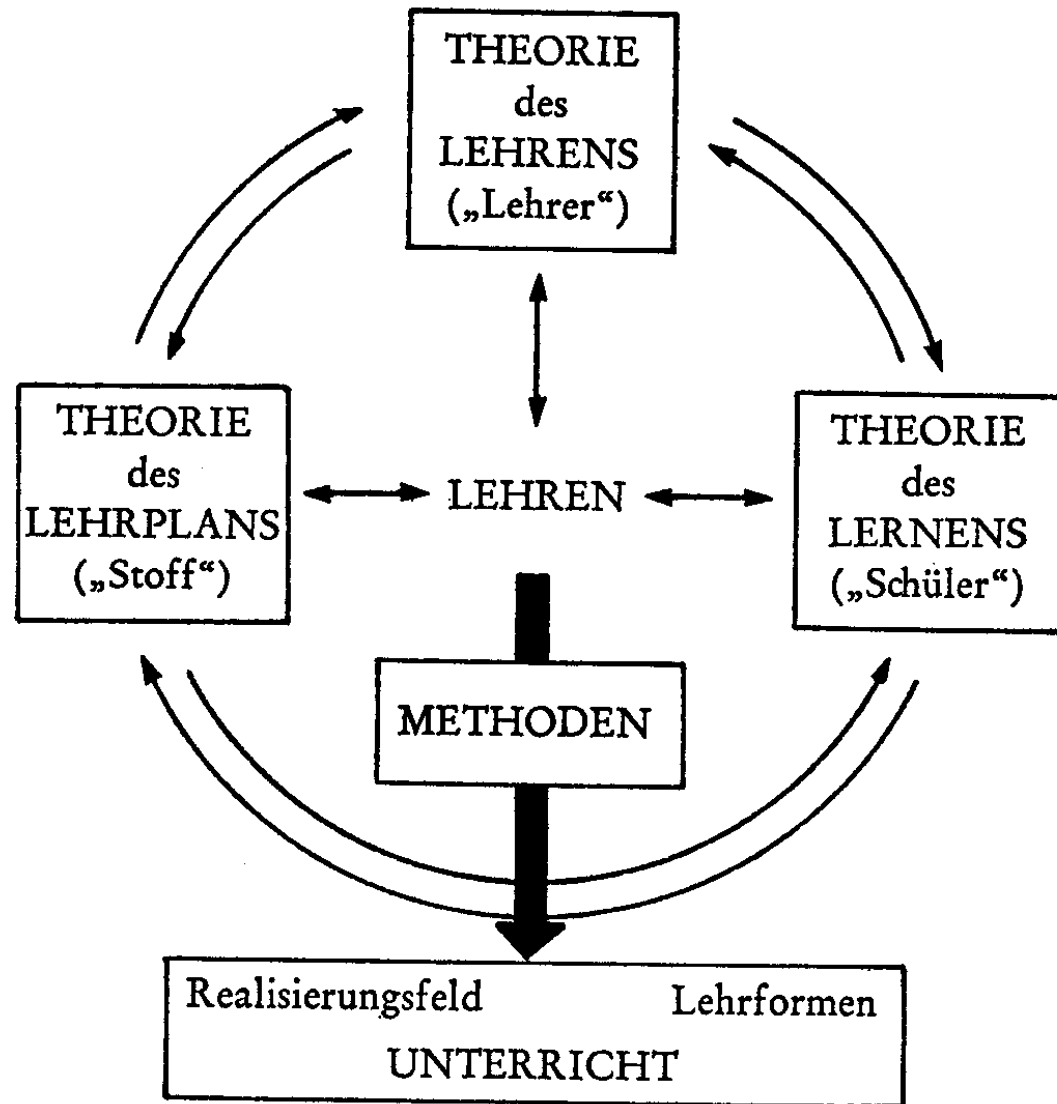 THEORIE
des
LEHRENS
(„Lehrer“)
THEORIE
des
LEHRPLANS
(„Stoff“)
LEHREN
THEORIE
des
LERNENS
(„Schüler“)
METHODEN
Realisierungsfeld Lehrformen
UNTERRICHT